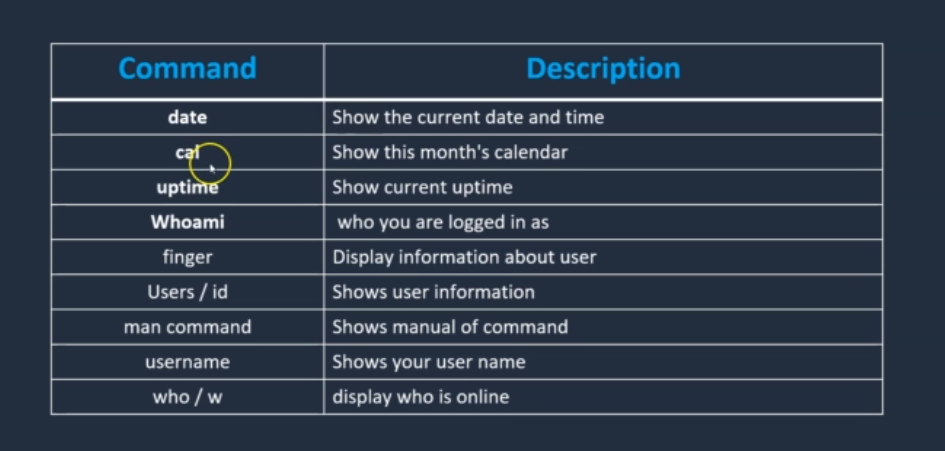 Command Description
date Show the current date and time
cal Show this month's calendar
uptime Show current uptime
Whoami who you are logged in as
finger Display information about user
Users / id Shows user information
man command Shows manual of command
username Shows your user name
who / w display who is online